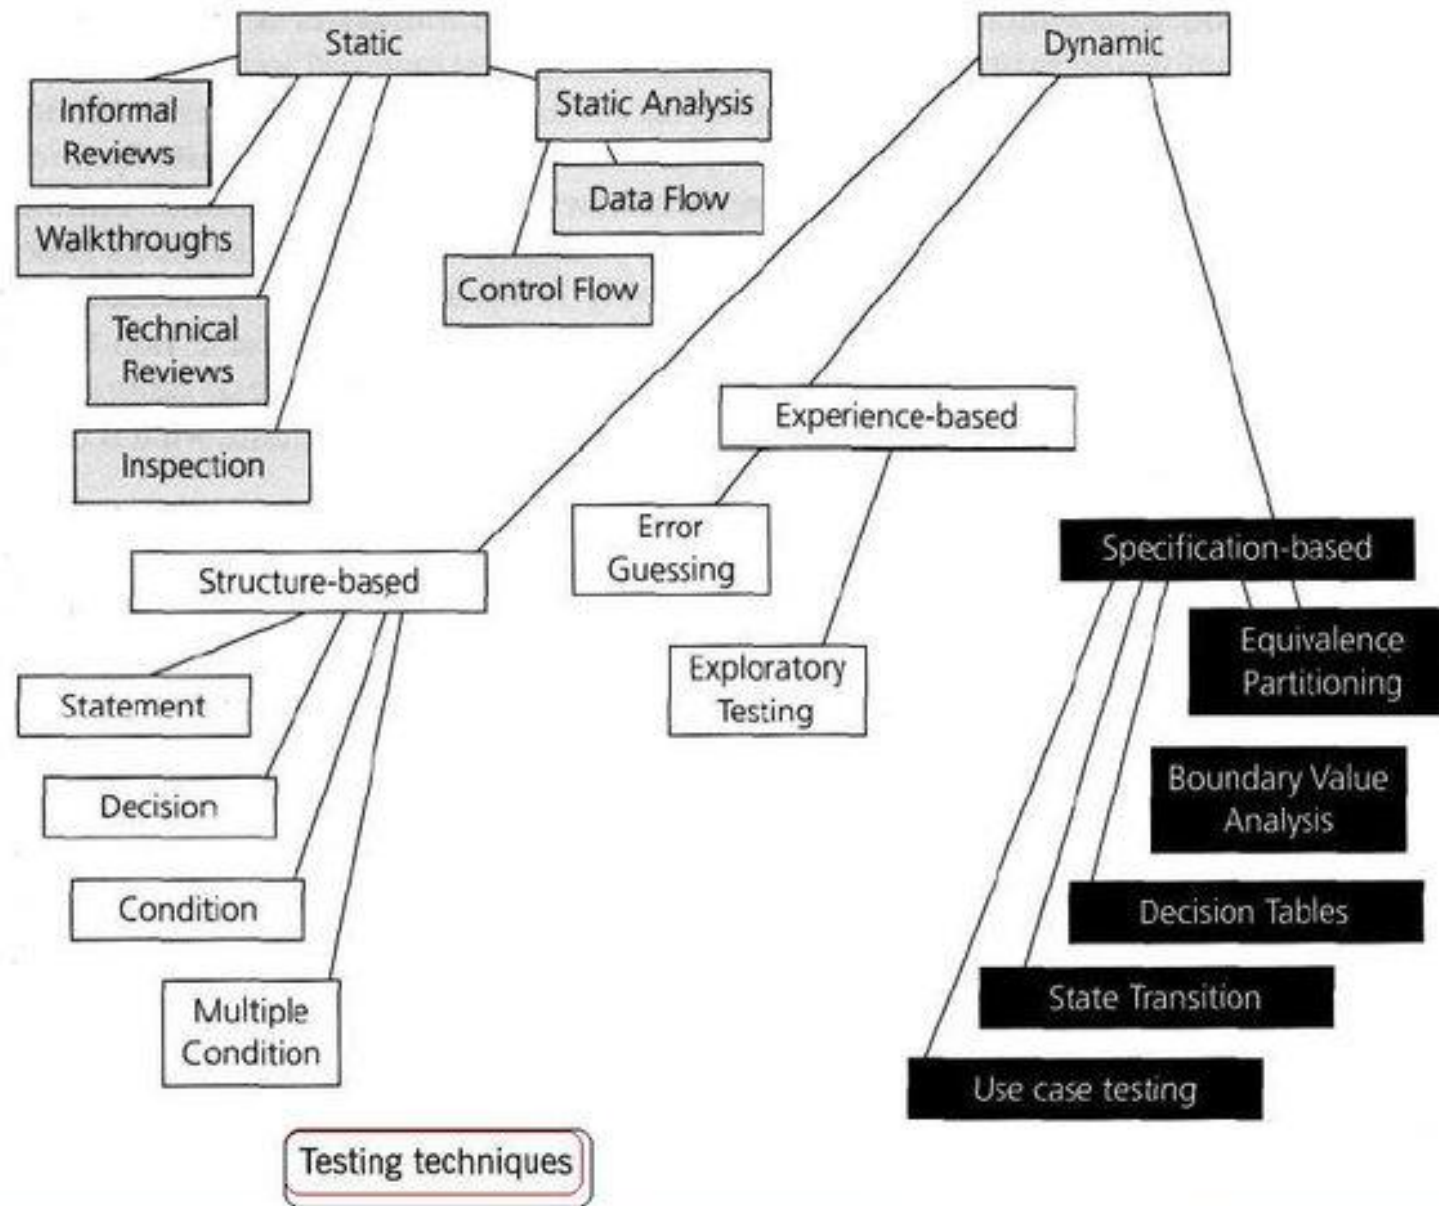 Static
Dynamic
Informal
Reviews
Static Analysis
Data Flow
Walkthroughs
Control Flow
Technical
Reviews
Inspection
Experience-based
Error
Guessing
Exploratory
Testing
Structure-based
Statement
Decision
Condition
Multiple
Condition
Specification-based
Equivalence
Partitioning
Boundary Value
Analysis
Decision Tables
State Transition
Use case testing
Testing techniques